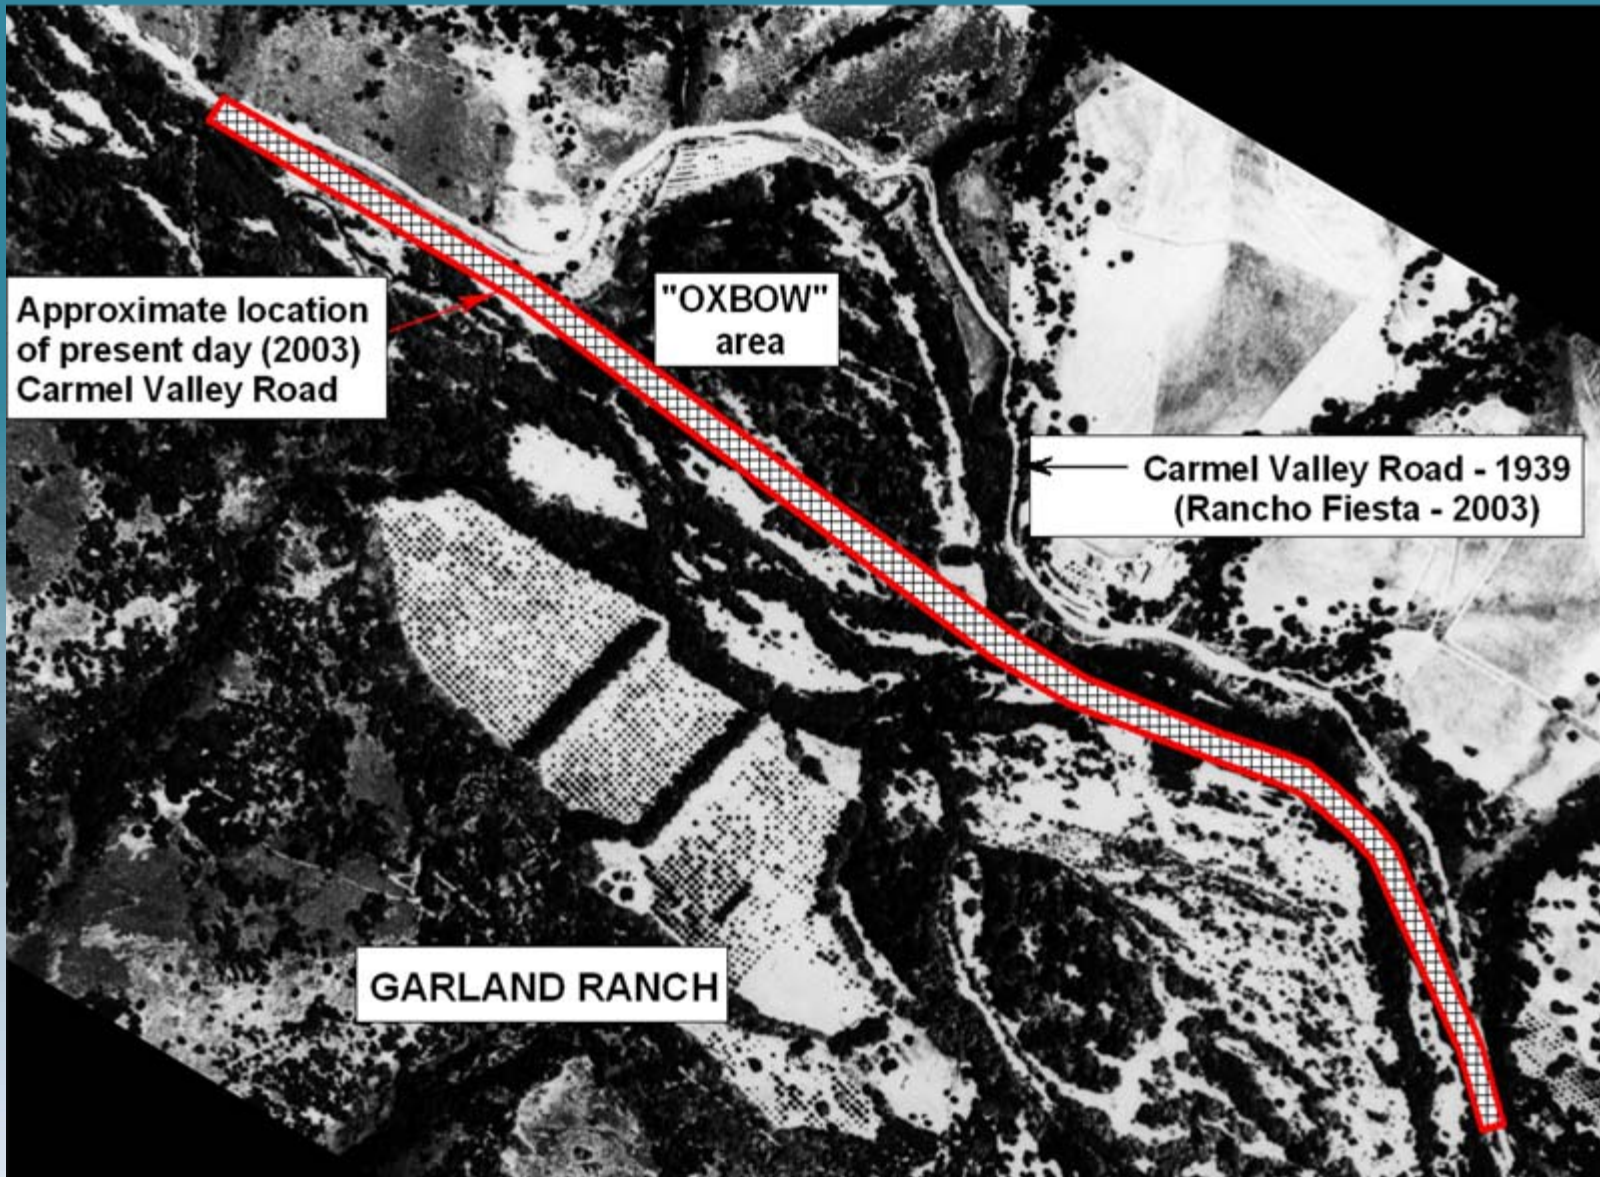 "OXBOW"
area
Approximate location
of present day (2003)
Carmel Valley Road
Carmel Valley Road - 1939
(Rancho Fiesta - 2003)
GARLAND RANCH